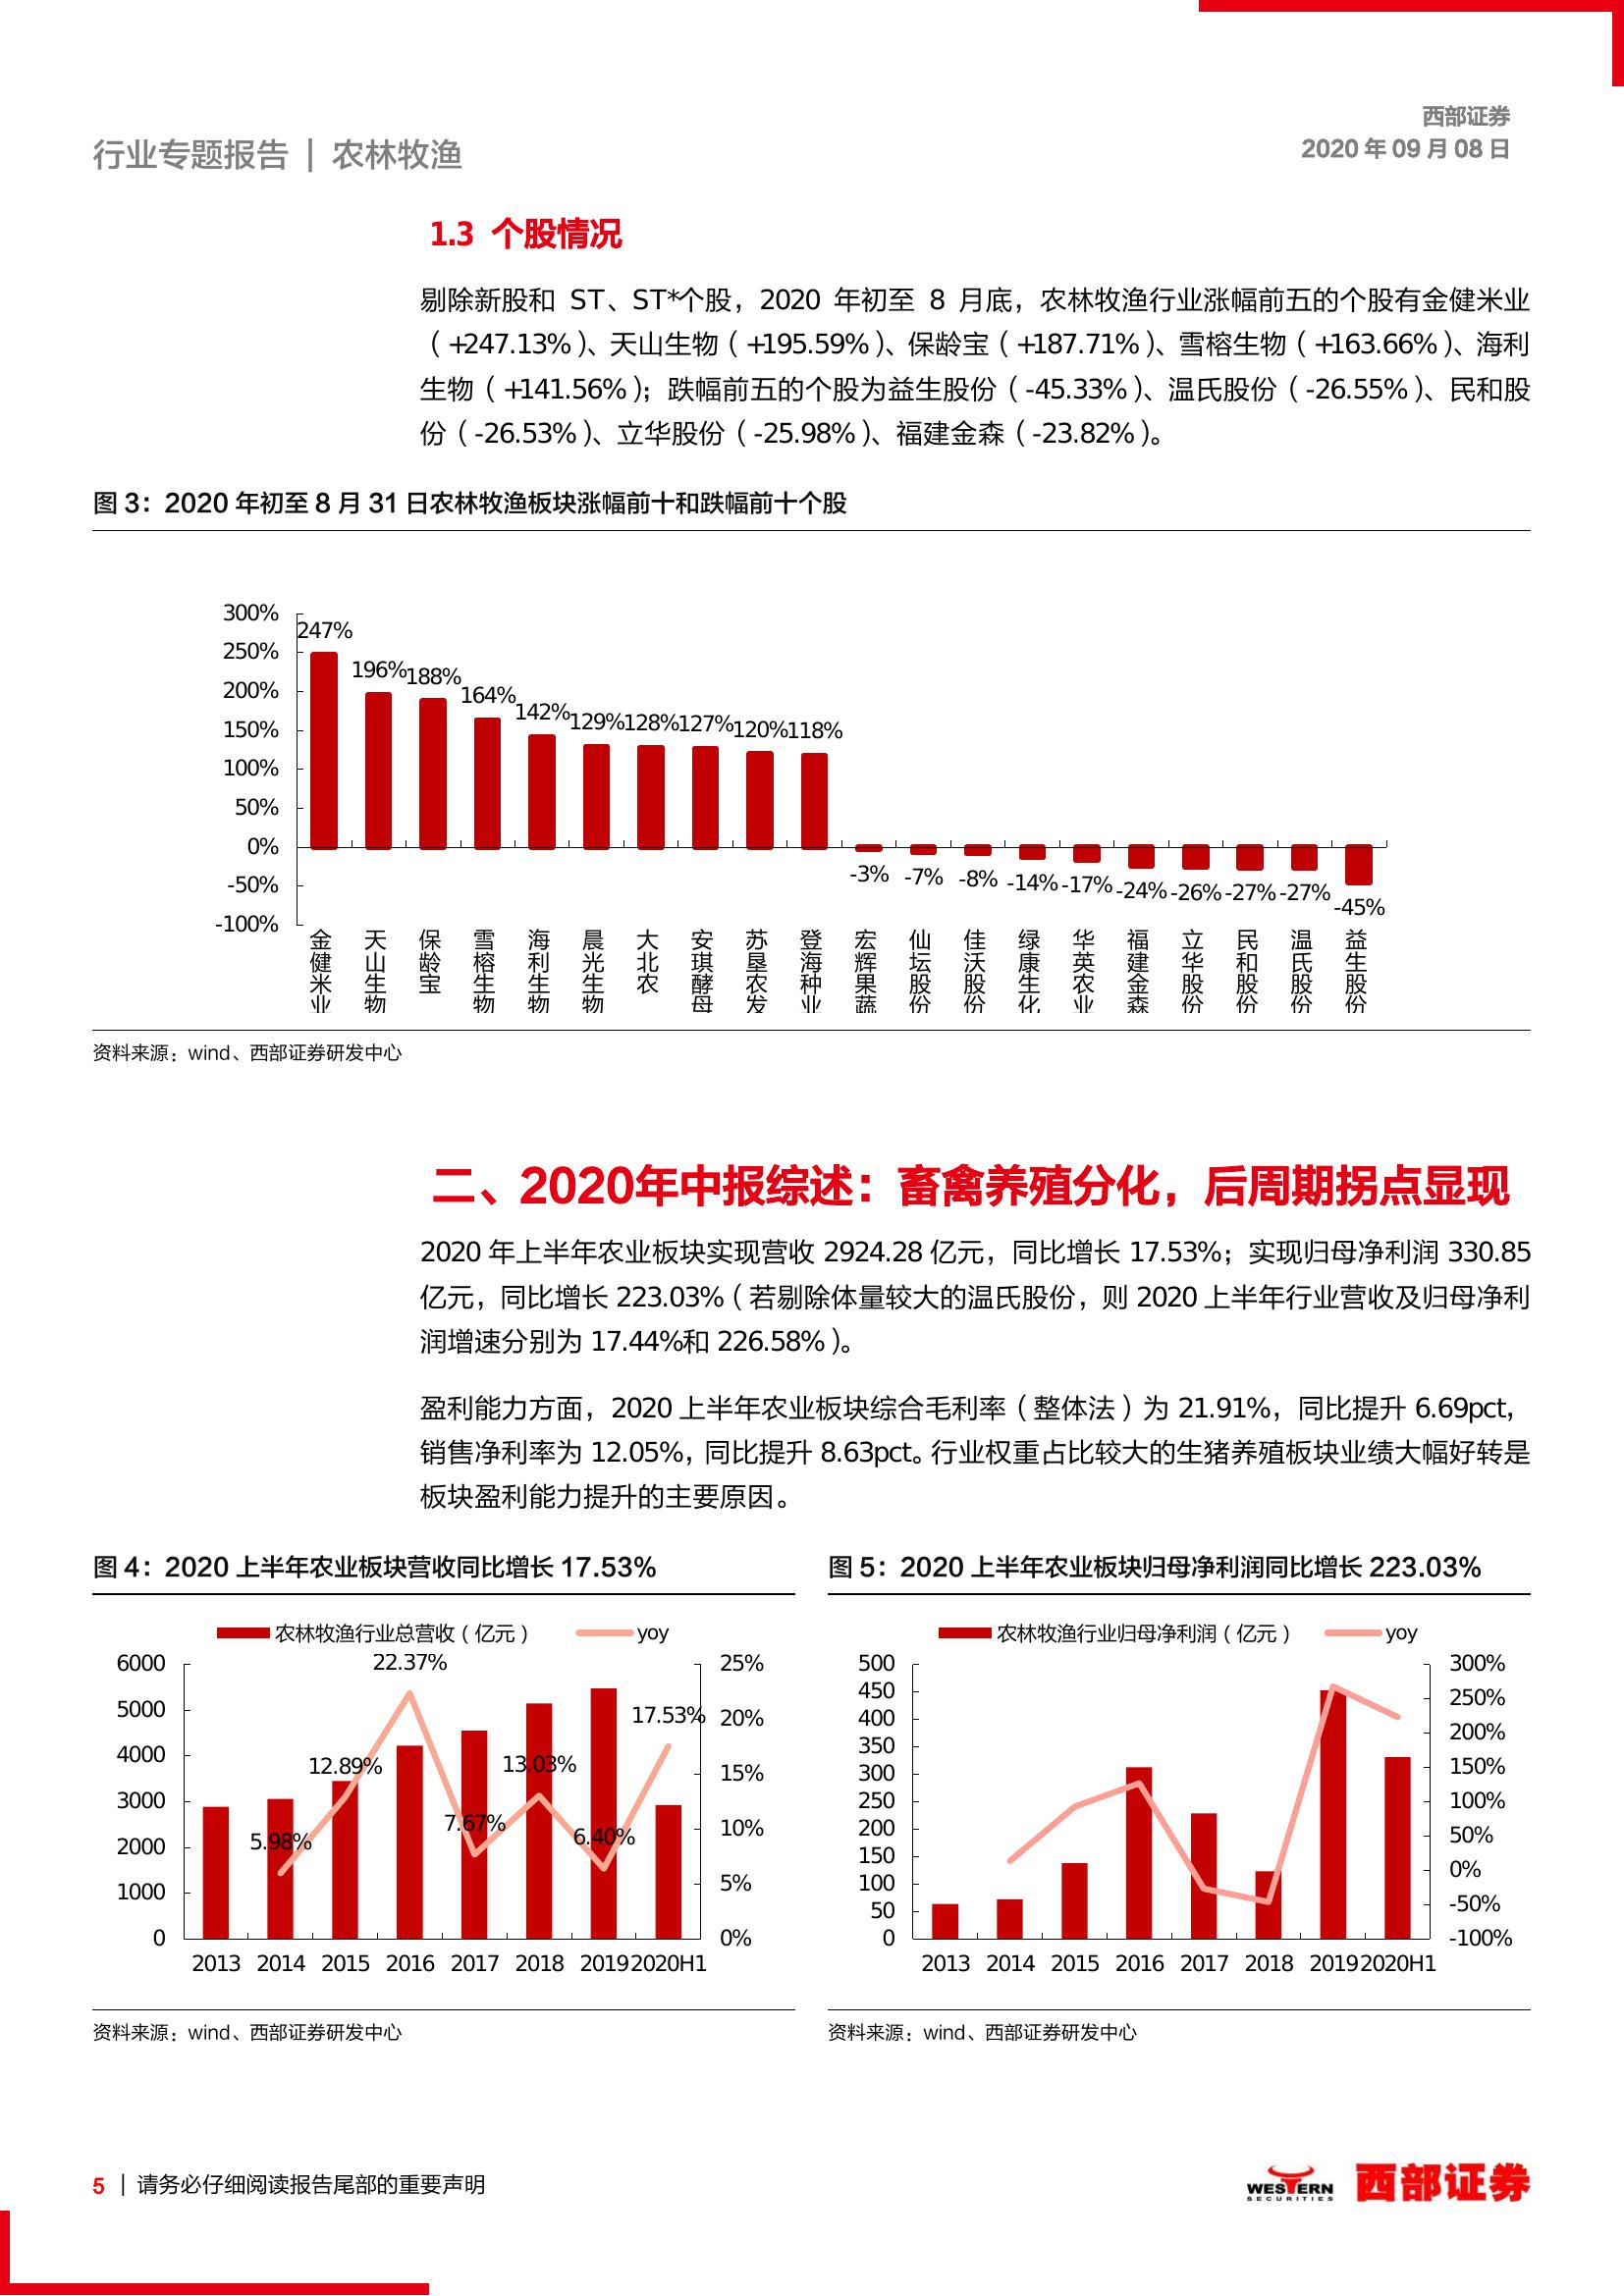 西部证券
2020 年 09 月 08 日
行业专题报告 | 农林牧渔
1.3 个股情况
剔除新股和 ST、ST*个股，2020 年初至 8 月底，农林牧渔行业涨幅前五的个股有金健米业
（+247.13%）、天山生物（+195.59%）、保龄宝（+187.71%）、雪榕生物（+163.66%）、海利
生物（+141.56%）；跌幅前五的个股为益生股份（-45.33%）、温氏股份（-26.55%）、民和股
份（-26.53%）、立华股份（-25.98%）、福建金森（-23.82%）。
图 3：2020 年初至 8 月 31 日农林牧渔板块涨幅前十和跌幅前十个股
300%
250%
200%
150%
100%
50%
0%
-50%
-100%
247%
196%
188%
164%
142%
129%
128%
127%
120%
118%
-3%
-7%
-8%
-14%
-17%
-24%
-26%
-27%
-27%
-45%
金健米业
天山生物
保龄宝
雪榕生物
海利生物
晨光生物
大北农
安琪酵母
苏垦农发
登海种业
宏辉果蔬
仙坛股份
佳沃股份
绿康生化
华英农业
福建金森
立华股份
民和股份
温氏股份
益生股份
资料来源：wind、西部证券研发中心
二、2020年中报综述：畜禽养殖分化，后周期拐点显现
2020 年上半年农业板块实现营收 2924.28 亿元，同比增长 17.53%；实现归母净利润 330.85
亿元，同比增长 223.03%（若剔除体量较大的温氏股份，则 2020 上半年行业营收及归母净利
润增速分别为 17.44%和 226.58%）。
盈利能力方面，2020 上半年农业板块综合毛利率（整体法）为 21.91%，同比提升 6.69pct，
销售净利率为 12.05%，同比提升 8.63pct。行业权重占比较大的生猪养殖板块业绩大幅好转是
板块盈利能力提升的主要原因。
图 4：2020 上半年农业板块营收同比增长 17.53%
农林牧渔行业总营收（亿元）
yoy
6000
5000
4000
3000
2000
1000
0
25%
20%
15%
10%
5%
0%
5.98%
12.89%
22.37%
7.67%
13.03%
6.40%
17.53%
2013 2014 2015 2016 2017 2018 2019 2020H1
资料来源：wind、西部证券研发中心
图 5：2020 上半年农业板块归母净利润同比增长 223.03%
农林牧渔行业归母净利润（亿元）
yoy
500
450
400
350
300
250
200
150
100
50
0
300%
250%
200%
150%
100%
50%
0%
-50%
-100%
2013 2014 2015 2016 2017 2018 2019 2020H1
资料来源：wind、西部证券研发中心
5 | 请务必仔细阅读报告尾部的重要声明
WESTERN
SECURITIES
西部证券